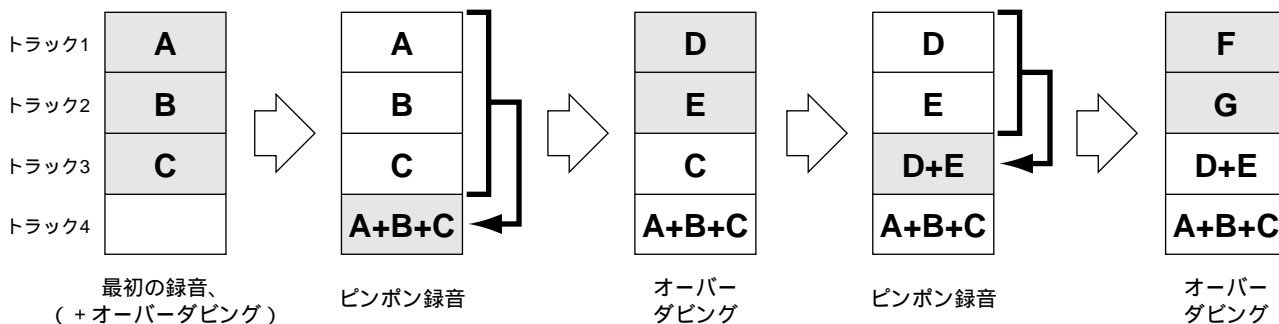 トラック1
A
A
D
D
F
トラック2
B
B
E
E
G
トラック3
C
C
C
D+E
D+E
トラック4
A+B+C
A+B+C
A+B+C
A+B+C
最初の録音、
( + オーバーダビング )
ピンポン録音
オーバー
ダビング
ピンポン録音
オーバー
ダビング